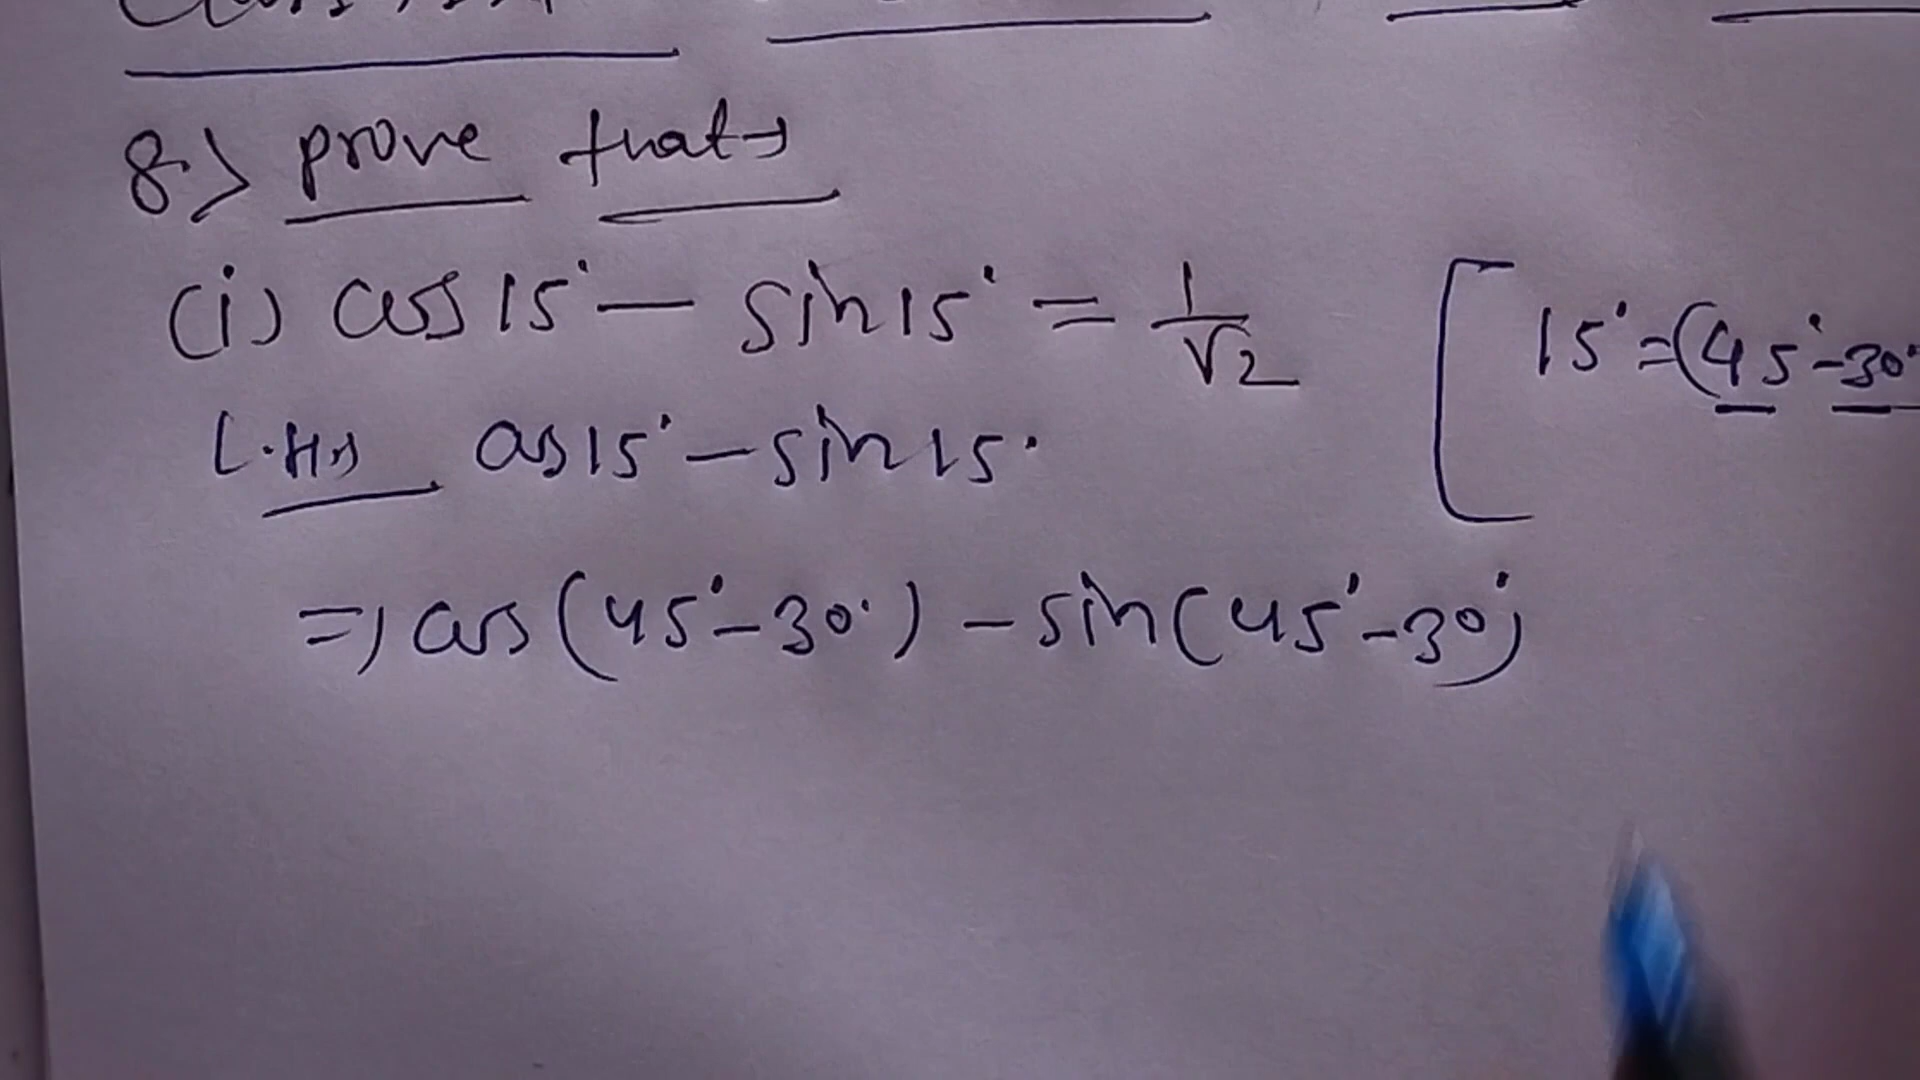 8.> prove that →
(i) cos 15° - sin 15° = 1/√2 [ 15° = (45° - 30°
L.H.S cos 15° - sin 15°
=> cos (45° - 30°) - sin (45° - 30°)